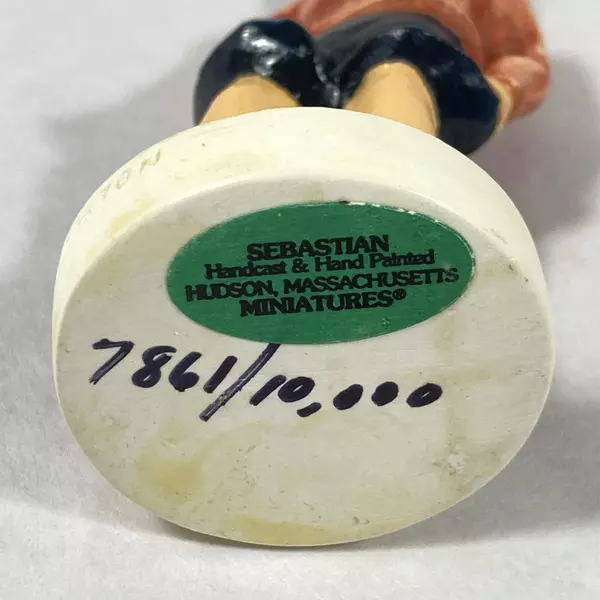 SEBASTIAN
Handcast & Hand Painted
HUDSON, MASSACHUSETTS
MINIATURES®
7861/10,000